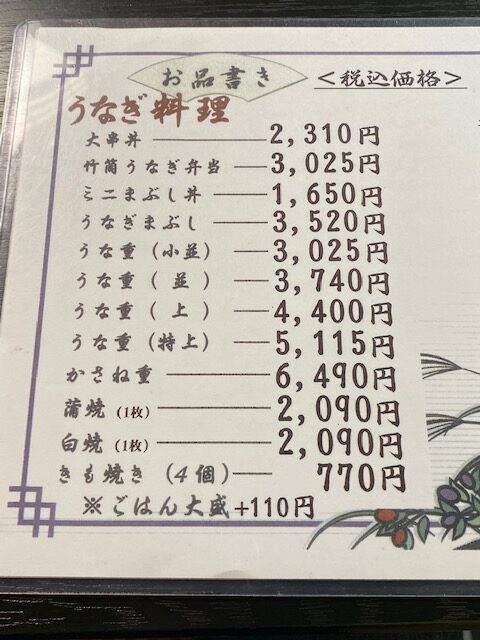 お品書き ＜税込価格＞
うなぎ料理
大串丼 2,310円
竹筒うなぎ弁当 3,025円
ミニまぶし丼 1,650円
うなぎまぶし 3,520円
うな重（小並） 3,025円
うな重（ 並 ） 3,740円
うな重（ 上 ） 4,400円
うな重（特上） 5,115円
かさね重 6,490円
蒲焼（1枚） 2,090円
白焼（1枚） 2,090円
きも焼き（4個） 770円
※ごはん大盛+110円